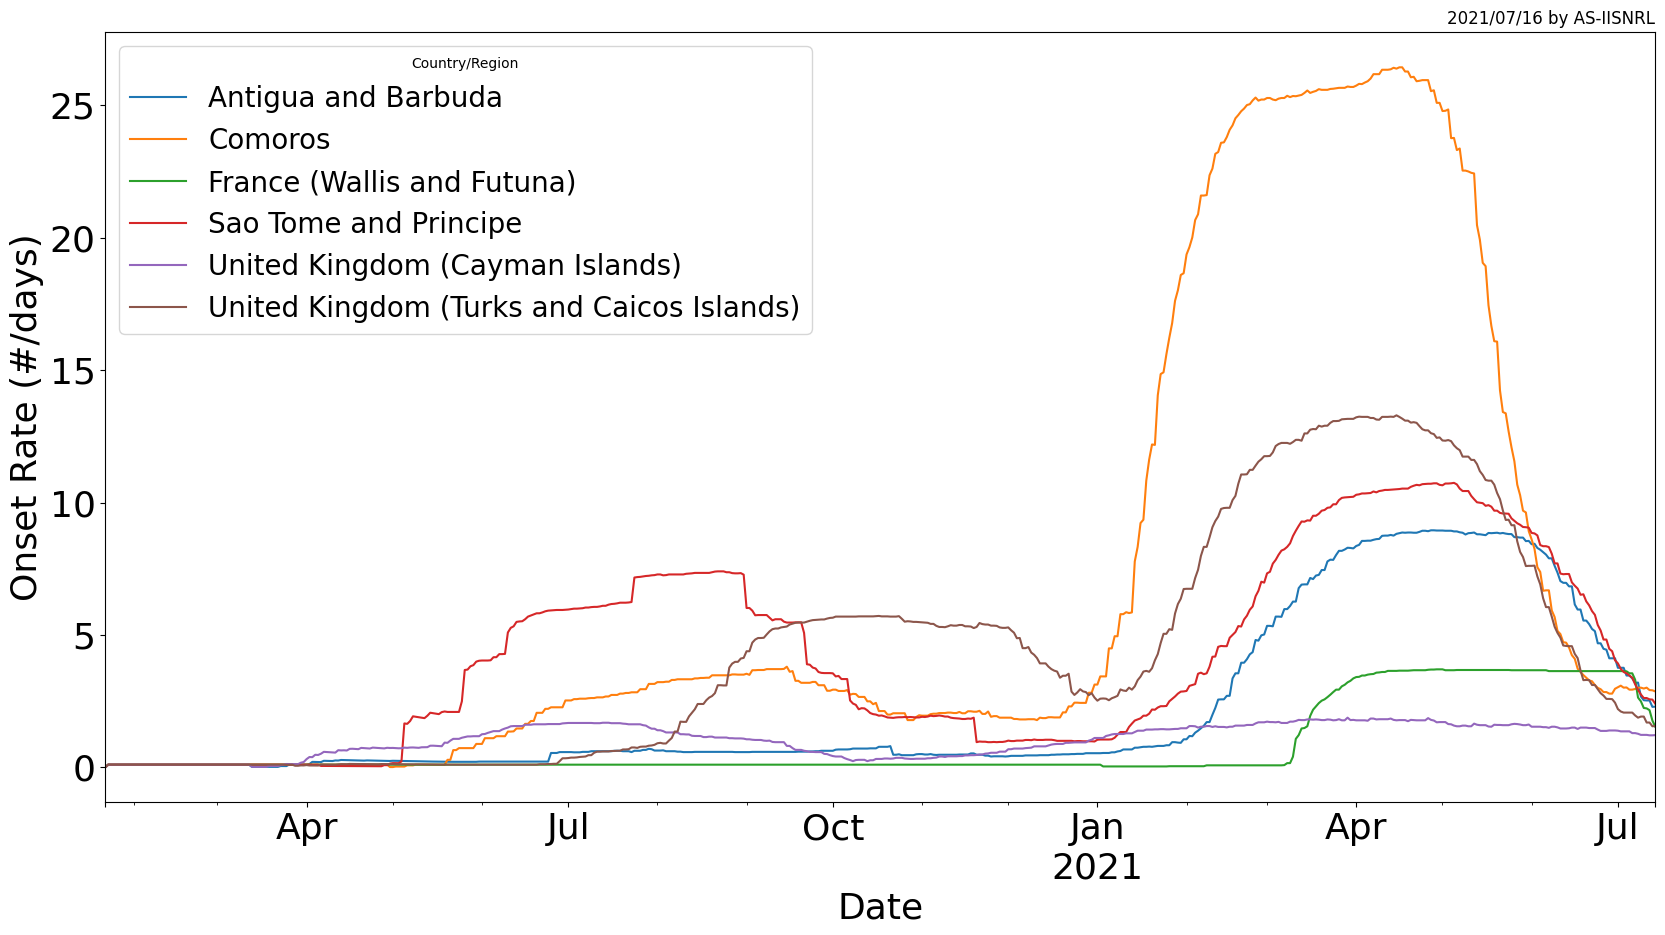 2021/07/16 by AS-IISNRL
Country/Region
Antigua and Barbuda
Comoros
France (Wallis and Futuna)
Sao Tome and Principe
United Kingdom (Cayman Islands)
United Kingdom (Turks and Caicos Islands)
Onset Rate (#/days)
25
20
15
10
5
0
Apr Jul Oct Jan Apr Jul
2021
Date